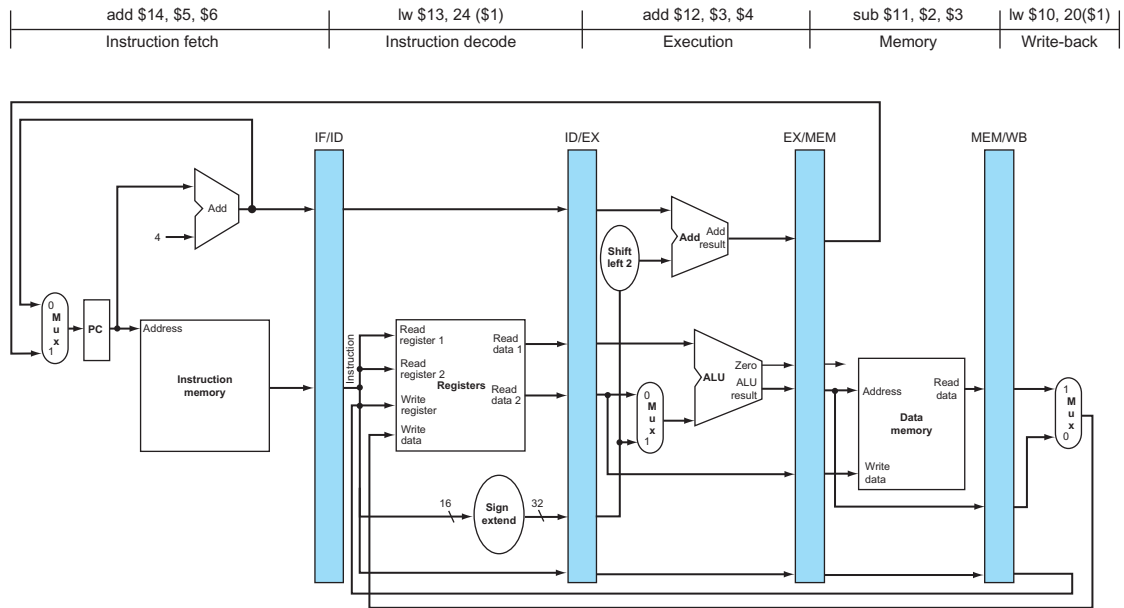 add $14, $5, $6
lw $13, 24 ($1)
add $12, $3, $4
sub $11, $2, $3
lw $10, 20($1)
Instruction fetch
Instruction decode
Execution
Memory
Write-back
IF/ID
ID/EX
EX/MEM
MEM/WB
Add
4
Shift
left 2
Add
Add
result
0
M
u
x
1
PC
Address
Instruction
memory
Instruction
Read
register 1
Read
register 2
Registers
Write
register
Write
data
Read
data 1
Read
data 2
0
M
u
x
1
ALU
Zero
ALU
result
Address
Read
data
Data
memory
Write
data
1
M
u
x
0
16
Sign
extend
32